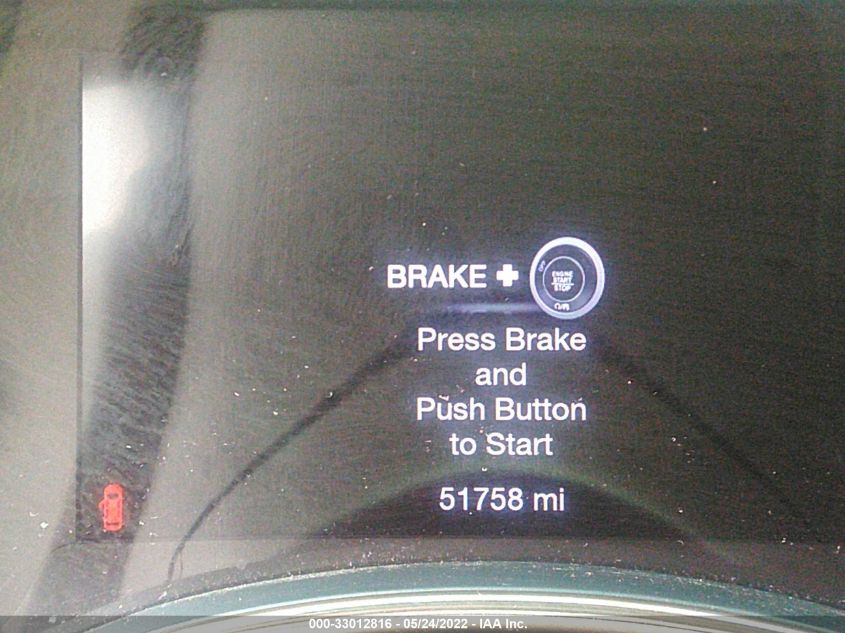 BRAKE +
ENGINE
START
STOP
OFF
Press Brake
and
Push Button
to Start
51758 mi
000-33012816 - 05/24/2022 - IAA Inc.